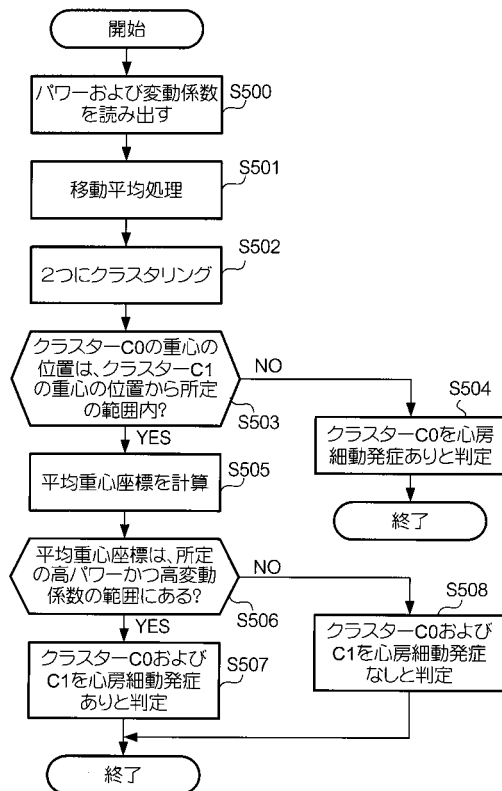 開始
パワーおよび変動係数
を読み出す
S500
移動平均処理
S501
2つにクラスタリング
S502
クラスターC0の重心の
位置は、クラスターC1
の重心の位置から所定
の範囲内?
S503
NO
YES
S504
クラスターC0を心房
細動発症ありと判定
終了
平均重心座標を計算
S505
平均重心座標は、所定
の高パワーかつ高変動
係数の範囲にある?
S506
NO
YES
クラスターC0および
C1を心房細動発症
ありと判定
S507
S508
クラスターC0および
C1を心房細動発症
なしと判定
終了